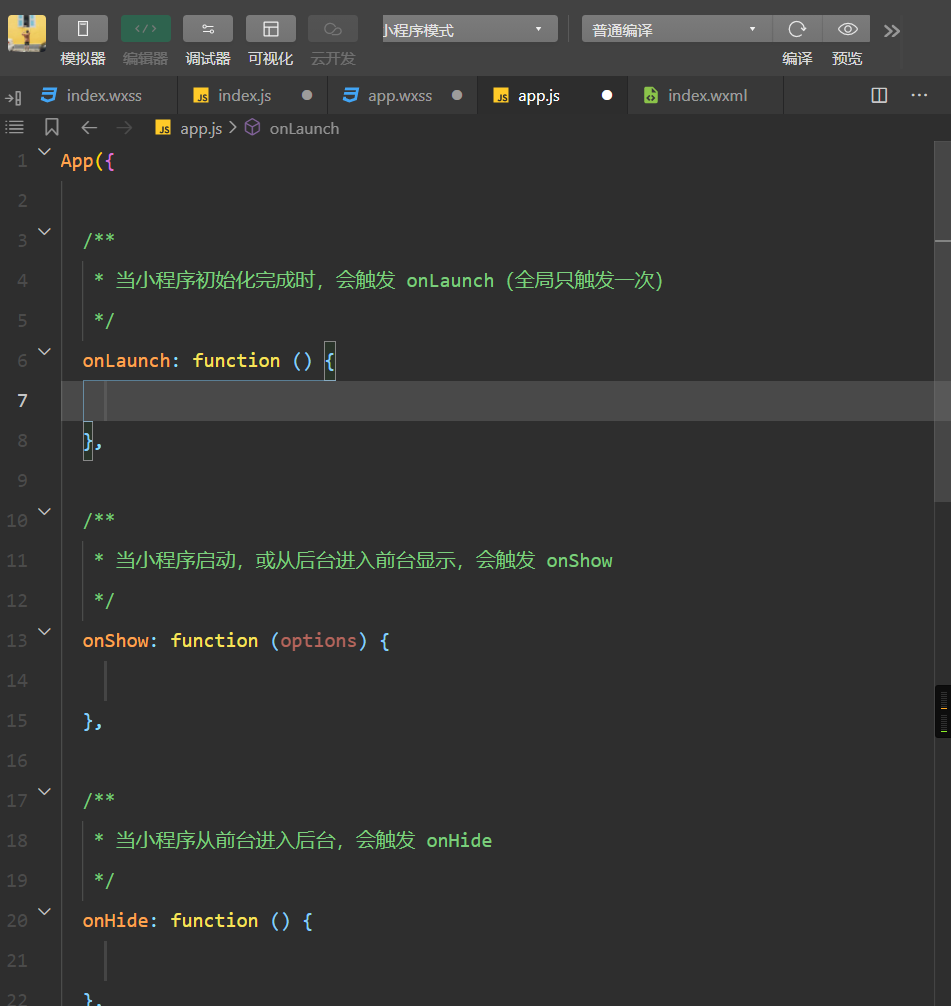 小程序模式
普通编译
模拟器 编辑器 调试器 可视化 云开发 编译 预览
index.wxss JS index.js app.wxss JS app.js index.wxml
JS app.js onLaunch
1 App({
2
3 /**
4 * 当小程序初始化完成时，会触发 onLaunch（全局只触发一次）
5 */
6 onLaunch: function () {
7
8 },
9
10 /**
11 * 当小程序启动，或从后台进入前台显示，会触发 onShow
12 */
13 onShow: function (options) {
14
15 },
16
17 /**
18 * 当小程序从前台进入后台，会触发 onHide
19 */
20 onHide: function () {
21
22 },